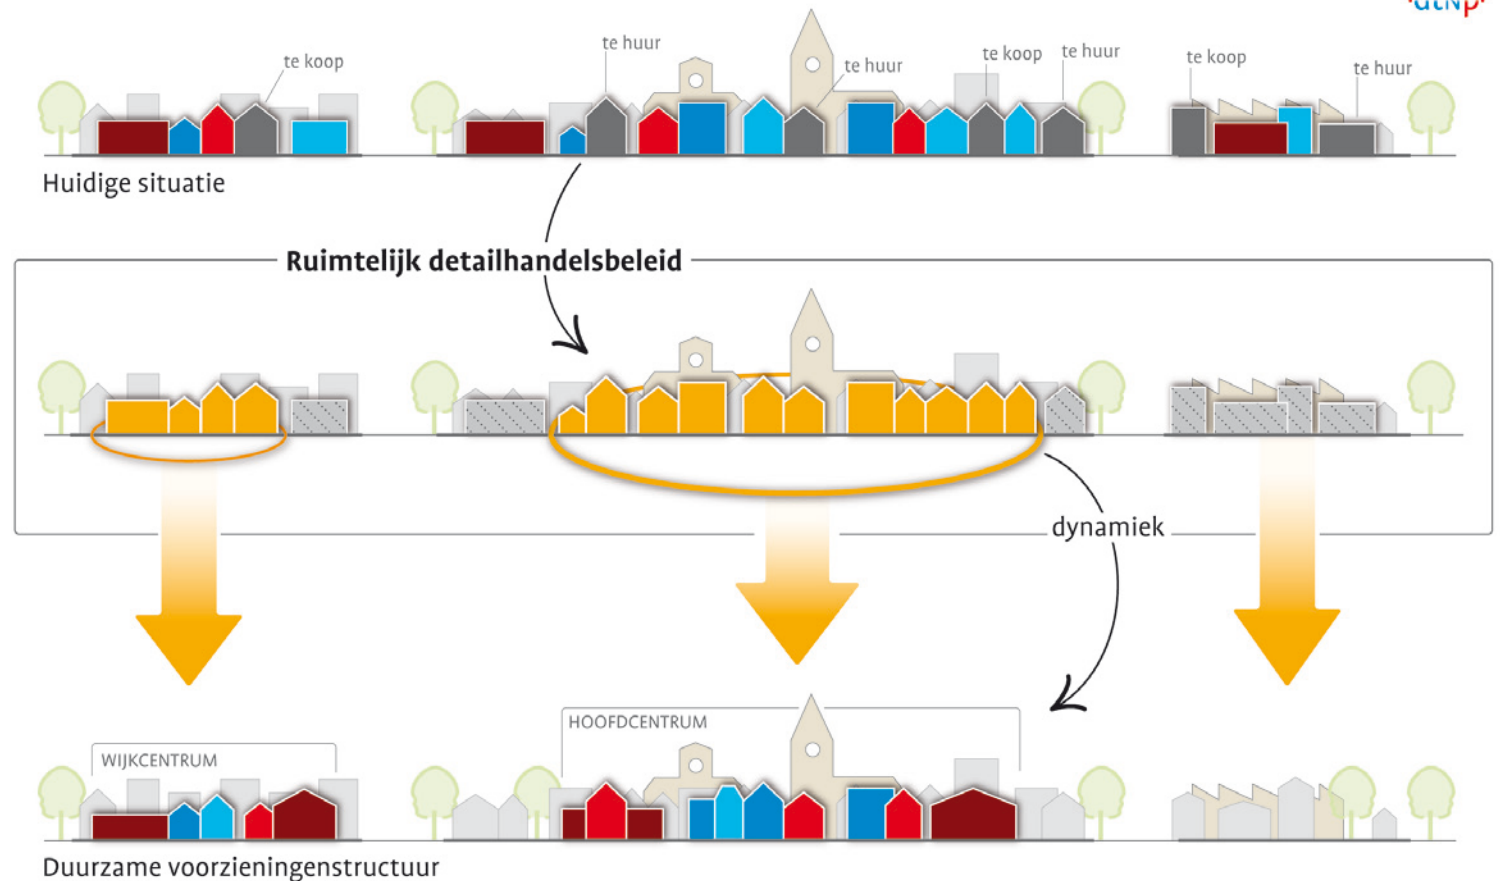 te koop
te huur
te huur
te koop
te huur
te koop
te huur
Huidige situatie
Ruimtelijk detailhandelsbeleid
dynamiek
WIJKCENTRUM
HOOFDCENTRUM
Duurzame voorzieningenstructuur